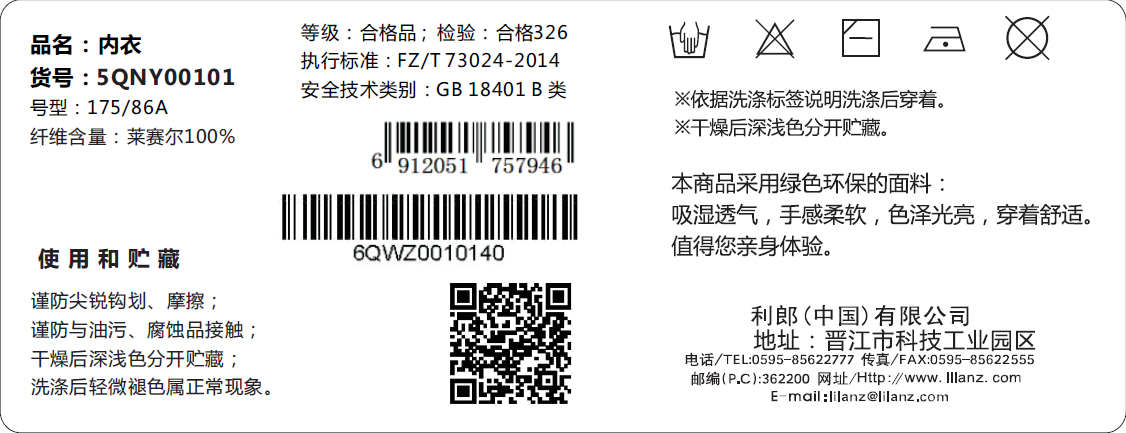 品名：内衣
货号：5QNY00101
号型：175/86A
纤维含量：莱赛尔100%
等级：合格品；检验：合格326
执行标准：FZ/T 73024-2014
安全技术类别：GB 18401 B 类
6 912051 757946
6QWZ0010140
使用和贮藏
谨防尖锐钩划、摩擦；
谨防与油污、腐蚀品接触；
干燥后深浅色分开贮藏；
洗涤后轻微褪色属正常现象。
※依据洗涤标签说明洗涤后穿着。
※干燥后深浅色分开贮藏。
本商品采用绿色环保的面料：
吸湿透气，手感柔软，色泽光亮，穿着舒适。
值得您亲身体验。
利郎(中国)有限公司
地址：晋江市科技工业园区
电话/TEL:0595-85622777 传真/FAX:0595-85622555
邮编(P.C):362200 网址/Http://www.lilanz.com
E-mail:lilanz@lilanz.com